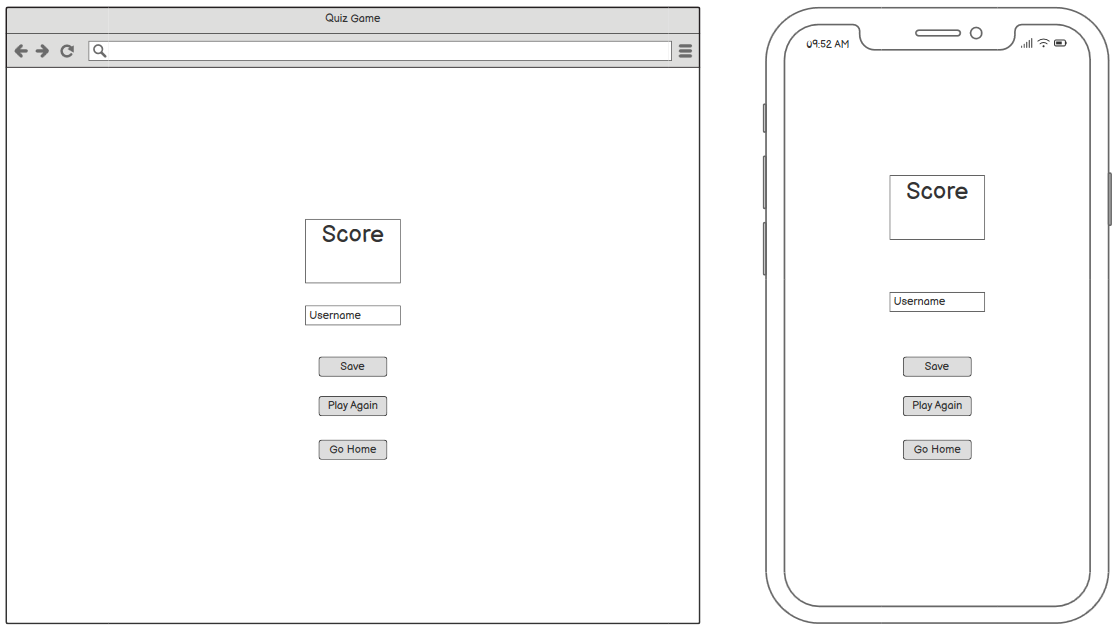 Quiz Game
Score
Username
Save
Play Again
Go Home
09:52 AM
Score
Username
Save
Play Again
Go Home